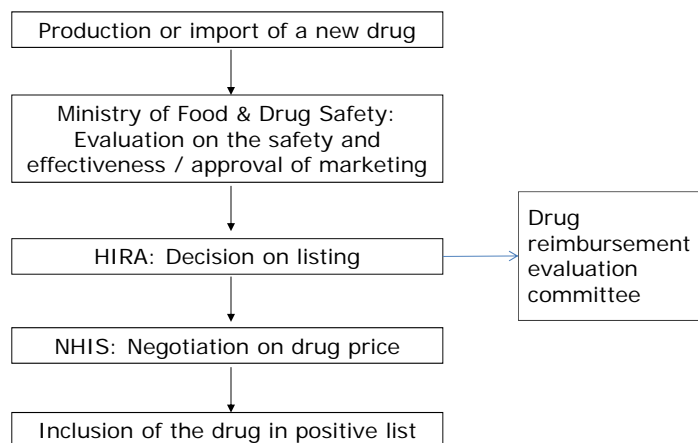 Production or import of a new drug
Ministry of Food & Drug Safety:
Evaluation on the safety and
effectiveness / approval of marketing
HIRA: Decision on listing
Drug
reimbursement
evaluation
committee
NHIS: Negotiation on drug price
Inclusion of the drug in positive list